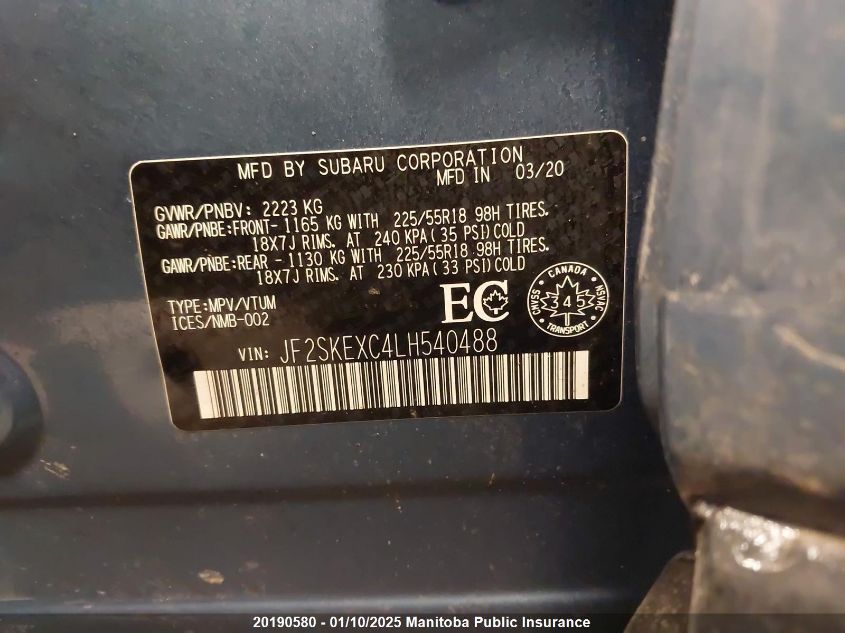 MFD BY SUBARU CORPORATION
MFD IN 03/20
GVWR/PNBV: 2223 KG
GAWR/PNBE:FRONT- 1165 KG WITH 225/55R18 98H TIRES.
18X7J RIMS. AT 240 KPA(35 PSI)COLD
GAWR/PNBE:REAR - 1130 KG WITH 225/55R18 98H TIRES.
18X7J RIMS. AT 230 KPA(33 PSI)COLD
TYPE:MPV/VTUM
ICES/NMB-002
EC
CANADA
CMVSS 345 NSVAC
TRANSPORT
VIN: JF2SKEXC4LH540488
20190580 - 01/10/2025 Manitoba Public Insurance